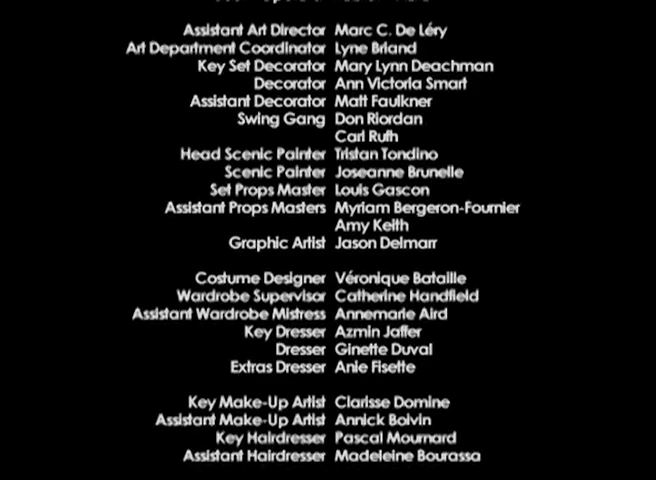 Assistant Art Director Marc C. De Léry
Art Department Coordinator Lyne Briand
Key Set Decorator Mary Lynn Deachman
Decorator Ann Victoria Smart
Assistant Decorator Matt Faulkner
Swing Gang Don Riordan
Carl Ruth
Head Scenic Painter Tristan Tondino
Scenic Painter Joseanne Brunelle
Set Props Master Louis Gascon
Assistant Props Masters Myriam Bergeron-Fournier
Amy Keith
Graphic Artist Jason Delmarr
Costume Designer Véronique Bataille
Wardrobe Supervisor Catherine Handfield
Assistant Wardrobe Mistress Annemarie Aird
Key Dresser Azmin Jaffer
Dresser Ginette Duval
Extras Dresser Anie Fisette
Key Make-Up Artist Clarisse Domine
Assistant Make-Up Artist Annick Boivin
Key Hairdresser Pascal Mournard
Assistant Hairdresser Madeleine Bourassa